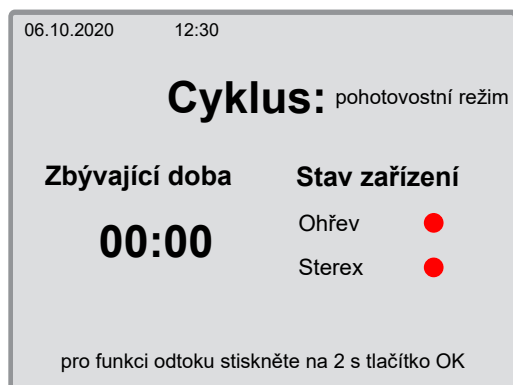 06.10.2020 12:30
Cyklus: pohotovostní režim
Zbývající doba
00:00
Stav zařízení
Ohřev
Sterex
pro funkci odtoku stiskněte na 2 s tlačítko OK